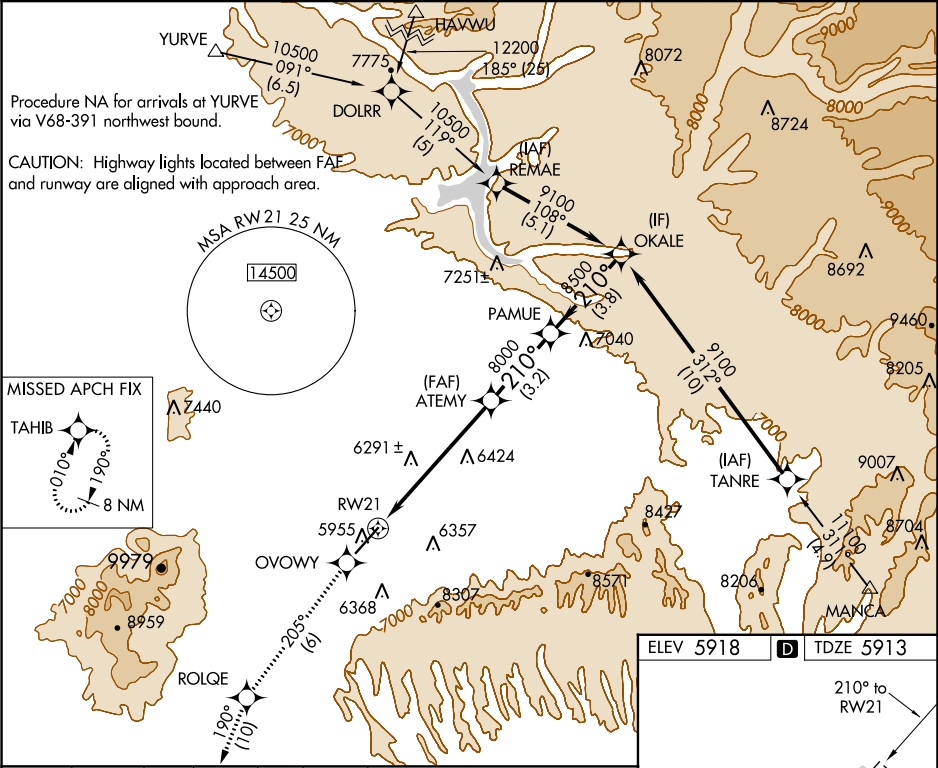 HAVWU
YURVE
10500
091°
(6.5)
7775
12200
185° (25)
8072
8000
8000
8724
DOLRR
Procedure NA for arrivals at YURVE
via V68-391 northwest bound.
7000
10500
119°
(5)
CAUTION: Highway lights located between FAF
and runway are aligned with approach area.
(IAF)
REMAE
9100
108°
(5.1)
(IF)
OKALE
MSA RW 21 25 NM
14500
7251±
8500
210°
(3.8)
8692
8000
PAMUE
7040
9460
8205
8000
210°
(3.2)
9100
312°
(10)
MISSED APCH FIX
TAHIB
010°
190°
8 NM
7440
(FAF)
ATEMY
7000
6291±
6424
(IAF)
TANRE
9007
RW21
5955
6357
8427
11100
311°
(4.9)
8704
OVOWY
9979
7000
8000
8959
6368
7000
8307
8571
8206
MANCA
205°
(6)
ROLQE
190°
(10)
ELEV 5918
D
TDZE 5913
210° to
RW21